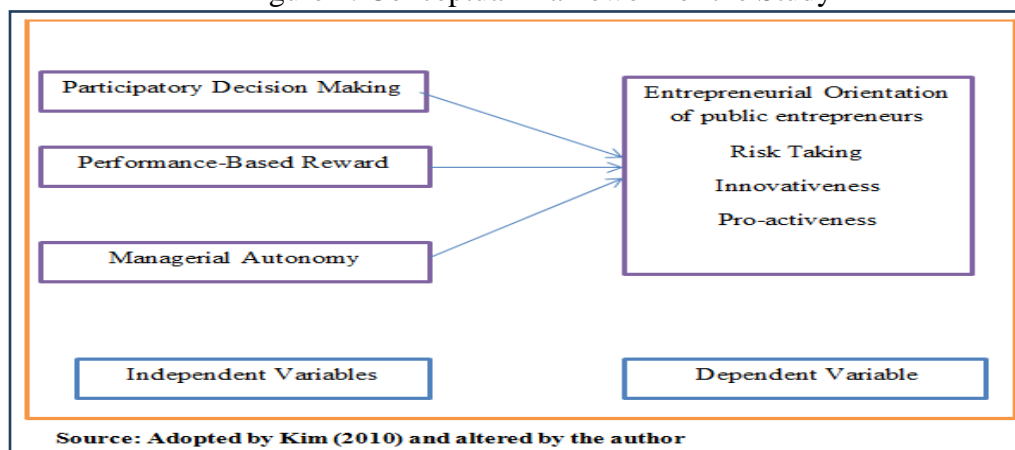 Participatory Decision Making
Performance-Based Reward
Managerial Autonomy
Entrepreneurial Orientation
of public entrepreneurs
Risk Taking
Innovativeness
Pro-activeness
Independent Variables
Dependent Variable
Source: Adopted by Kim (2010) and altered by the author